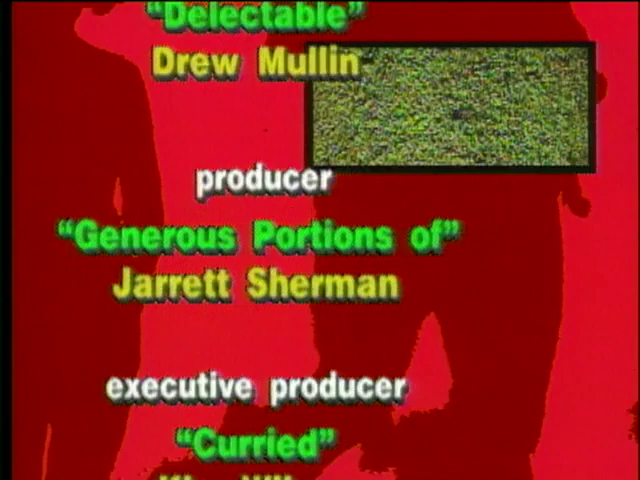 “Delectable”
Drew Mullin
producer
“Generous Portions of”
Jarrett Sherman
executive producer
“Curried”